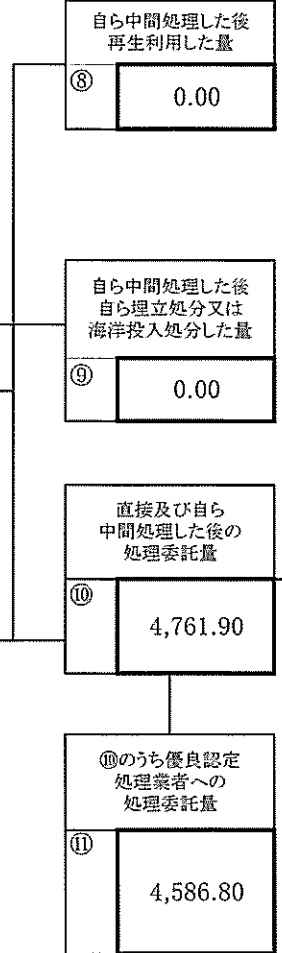 自ら中間処理した後
再生利用した量
⑧
0.00
自ら中間処理した後
自ら埋立処分又は
海洋投入処分した量
⑨
0.00
直接及び自ら
中間処理した後の
処理委託量
⑩
4,761.90
⑩のうち優良認定
処理業者への
処理委託量
⑪
4,586.80